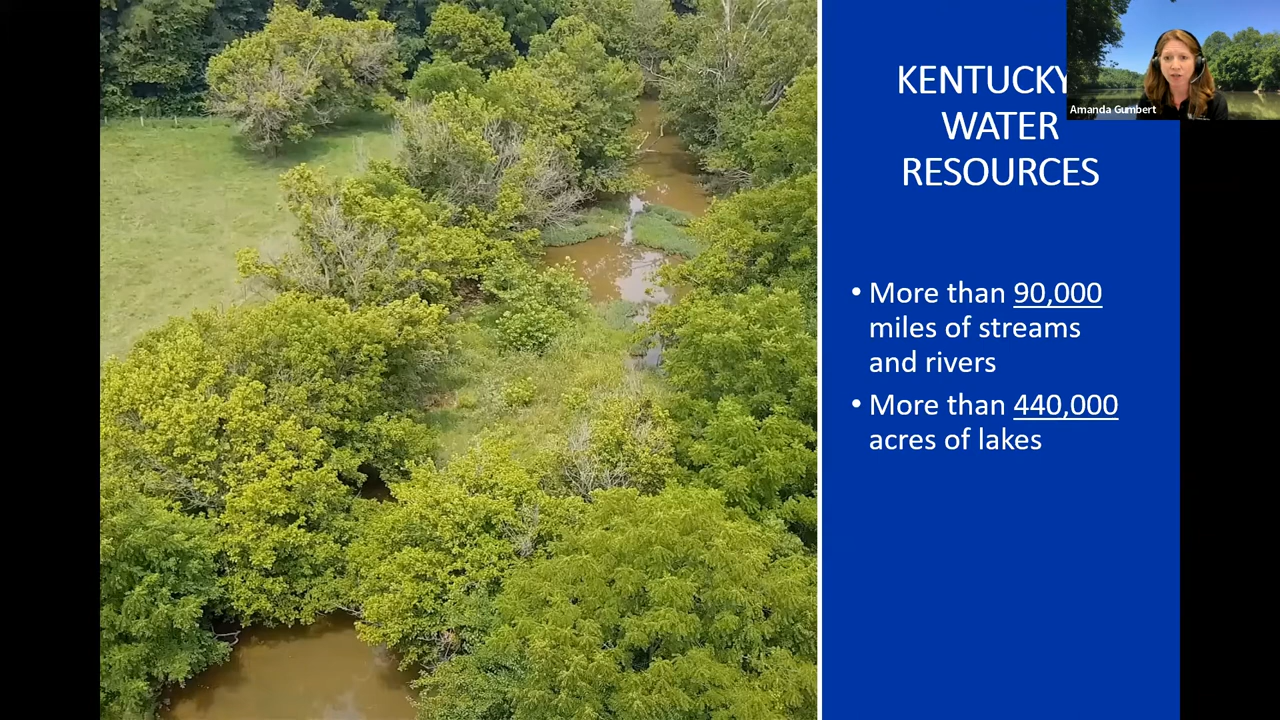 KENTUCKY
WATER
RESOURCES
Amanda Gumbert
• More than 90,000
miles of streams
and rivers
• More than 440,000
acres of lakes